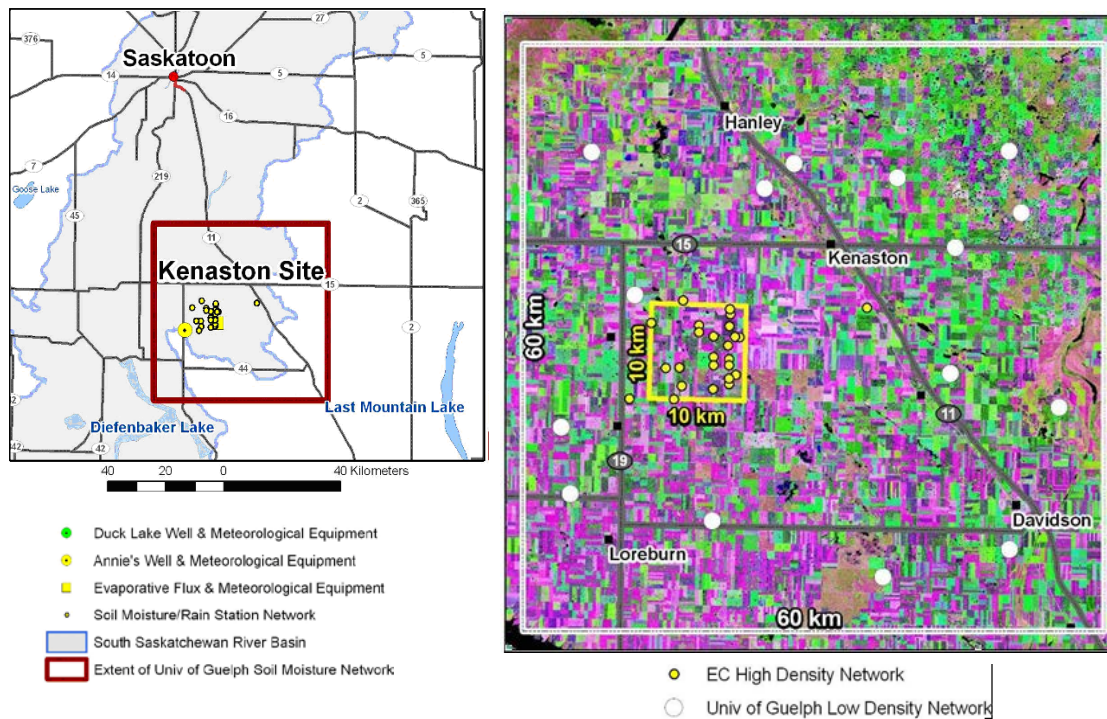 27
376
5
Saskatoon
14
5
16
7
219
2
365
Goose Lake
45
11
Kenaston Site
15
2
44
Last Mountain Lake
2
Diefenbaker Lake
42
42
40 20 0 40 Kilometers
Duck Lake Well & Meteorological Equipment
Annie's Well & Meteorological Equipment
Evaporative Flux & Meteorological Equipment
Soil Moisture/Rain Station Network
South Saskatchewan River Basin
Extent of Univ of Guelph Soil Moisture Network
Hanley
15
Kenaston
60 km
10 km
10 km
11
19
Davidson
Loreburn
60 km
EC High Density Network
Univ of Guelph Low Density Network